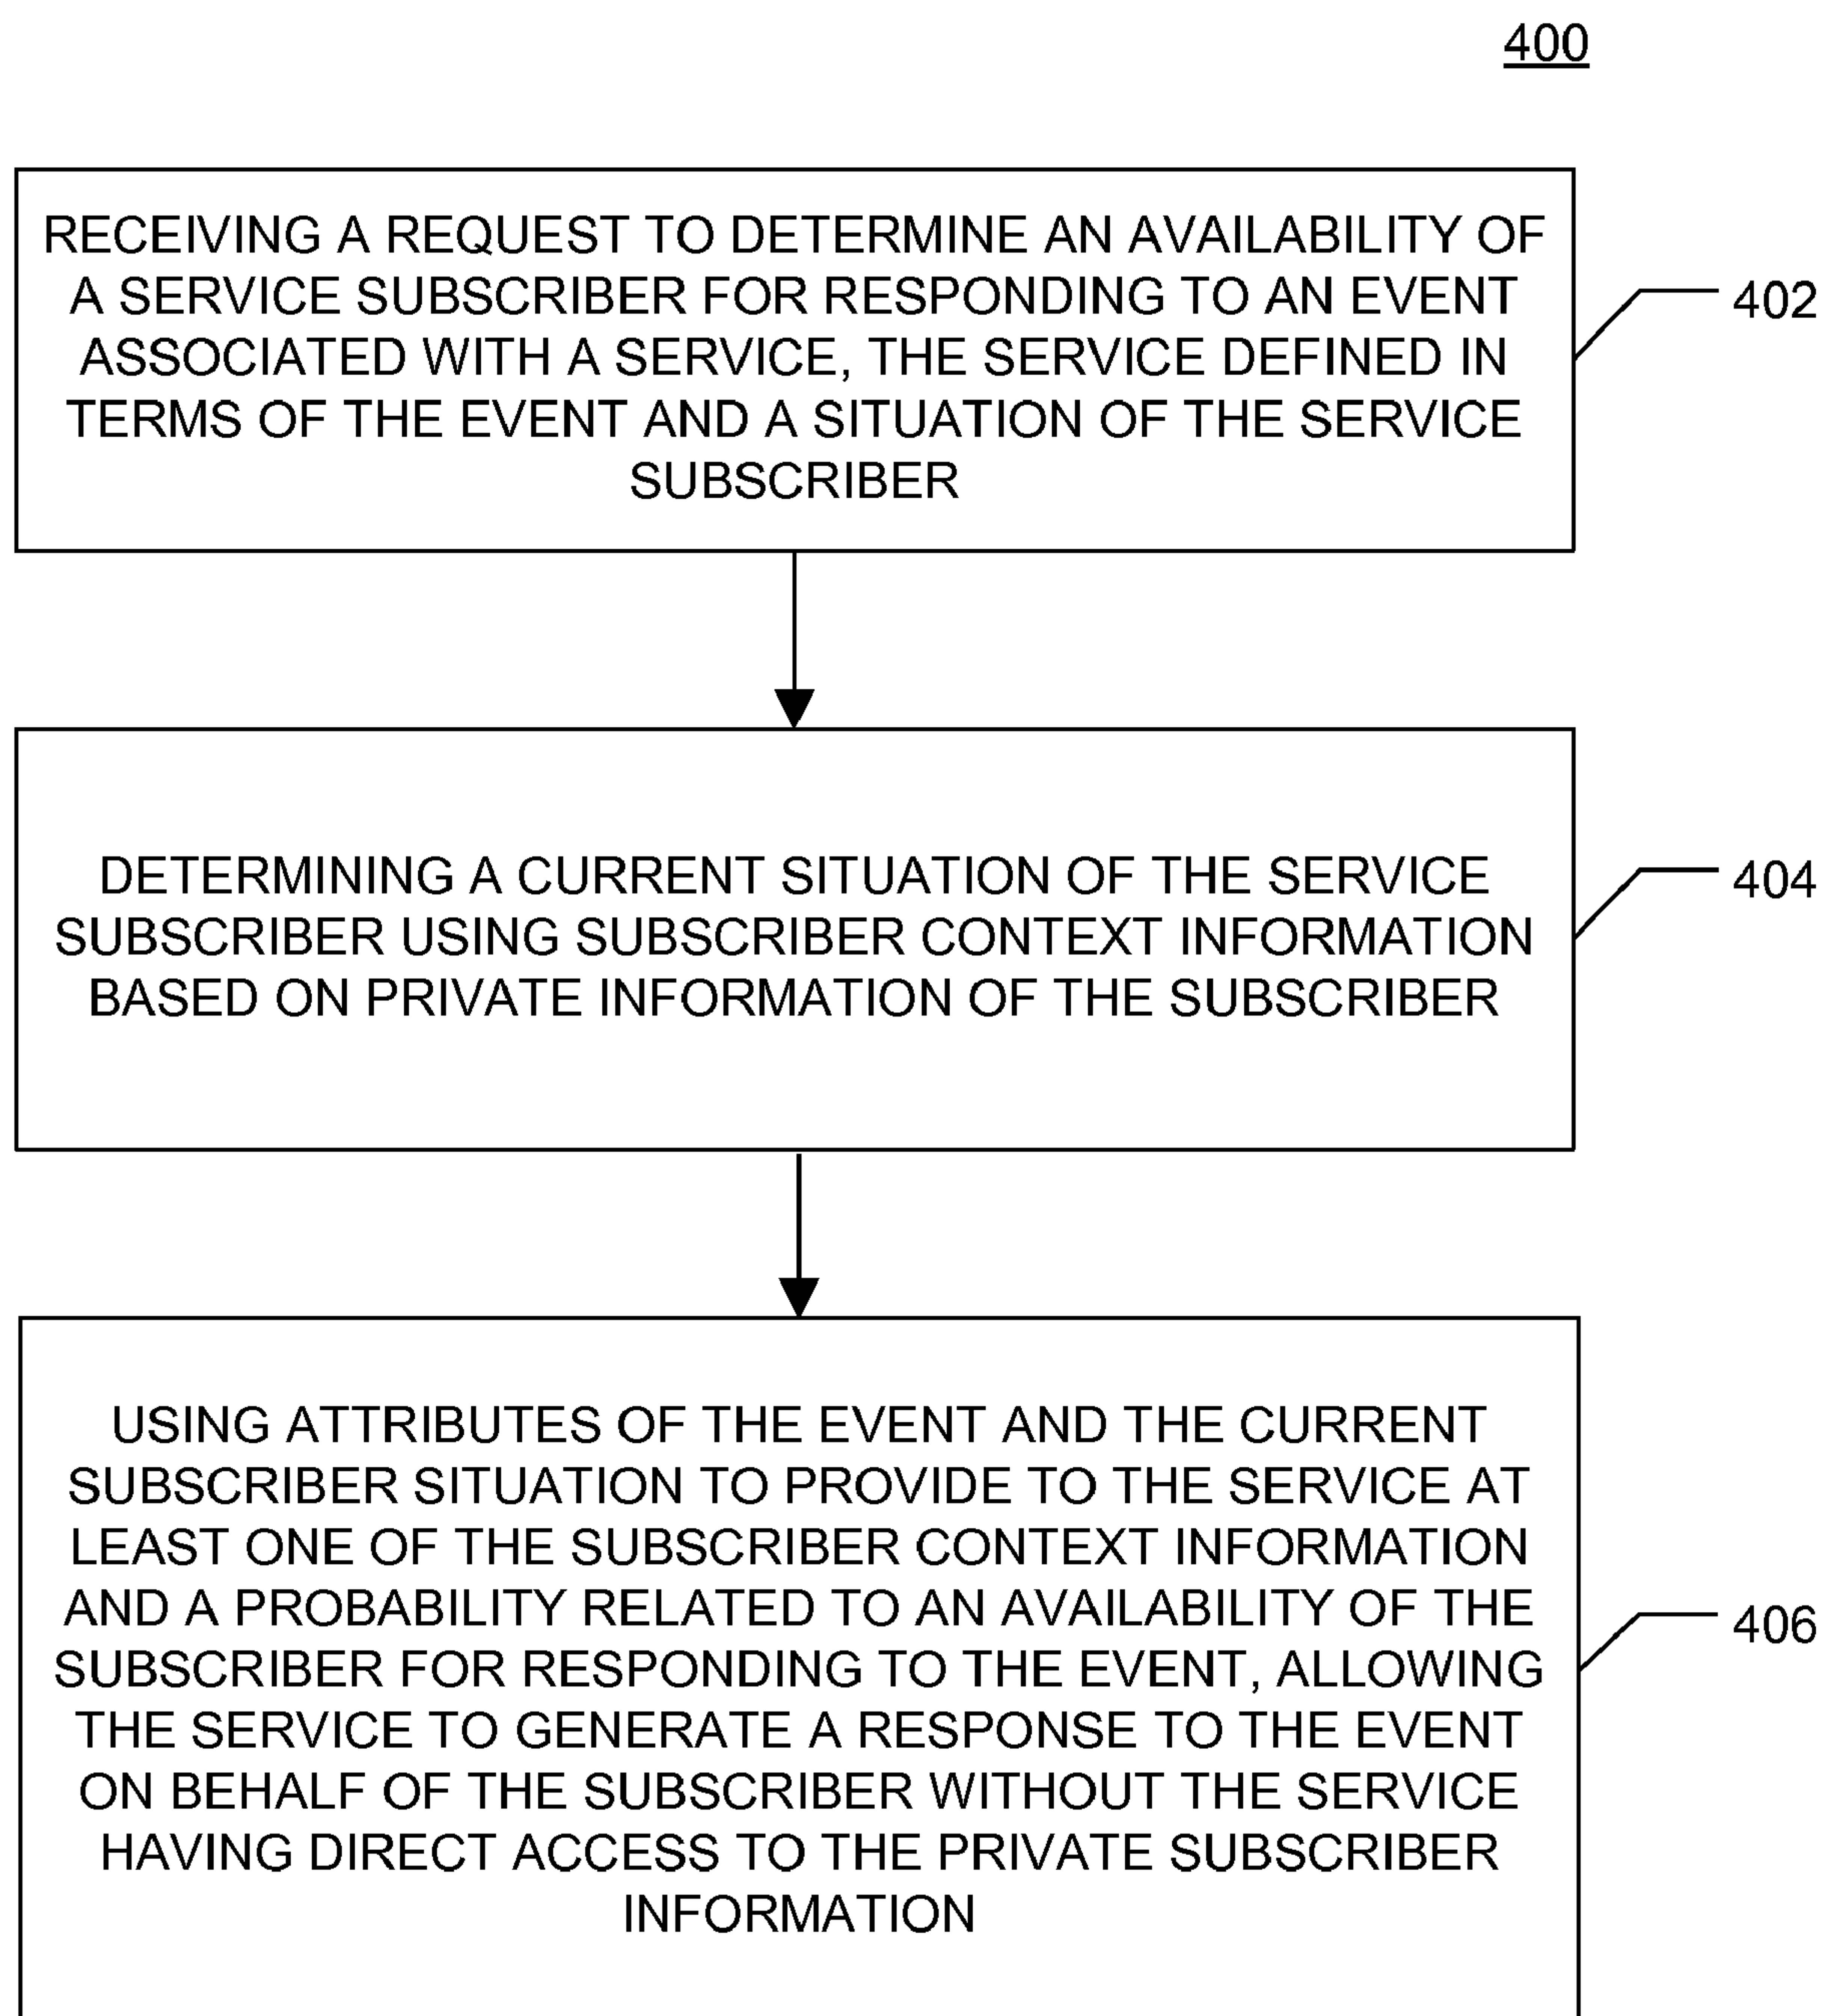 400
RECEIVING A REQUEST TO DETERMINE AN AVAILABILITY OF
A SERVICE SUBSCRIBER FOR RESPONDING TO AN EVENT
ASSOCIATED WITH A SERVICE, THE SERVICE DEFINED IN
TERMS OF THE EVENT AND A SITUATION OF THE SERVICE
SUBSCRIBER
402
DETERMINING A CURRENT SITUATION OF THE SERVICE
SUBSCRIBER USING SUBSCRIBER CONTEXT INFORMATION
BASED ON PRIVATE INFORMATION OF THE SUBSCRIBER
404
USING ATTRIBUTES OF THE EVENT AND THE CURRENT
SUBSCRIBER SITUATION TO PROVIDE TO THE SERVICE AT
LEAST ONE OF THE SUBSCRIBER CONTEXT INFORMATION
AND A PROBABILITY RELATED TO AN AVAILABILITY OF THE
SUBSCRIBER FOR RESPONDING TO THE EVENT, ALLOWING
THE SERVICE TO GENERATE A RESPONSE TO THE EVENT
ON BEHALF OF THE SUBSCRIBER WITHOUT THE SERVICE
HAVING DIRECT ACCESS TO THE PRIVATE SUBSCRIBER
INFORMATION
406